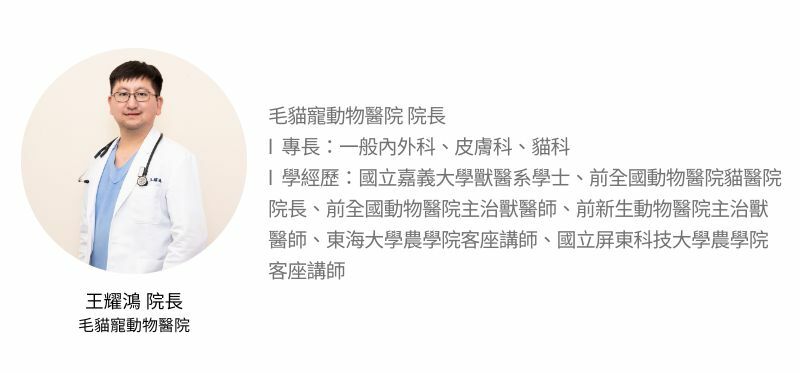 毛貓寵動物醫院 院長
l 專長：一般內外科、皮膚科、貓科
l 學經歷：國立嘉義大學獸醫系學士、前全國動物醫院貓醫院
院長、前全國動物醫院主治獸醫師、前新生動物醫院主治獸
醫師、東海大學農學院客座講師、國立屏東科技大學農學院
客座講師
王耀鴻 院長
毛貓寵動物醫院